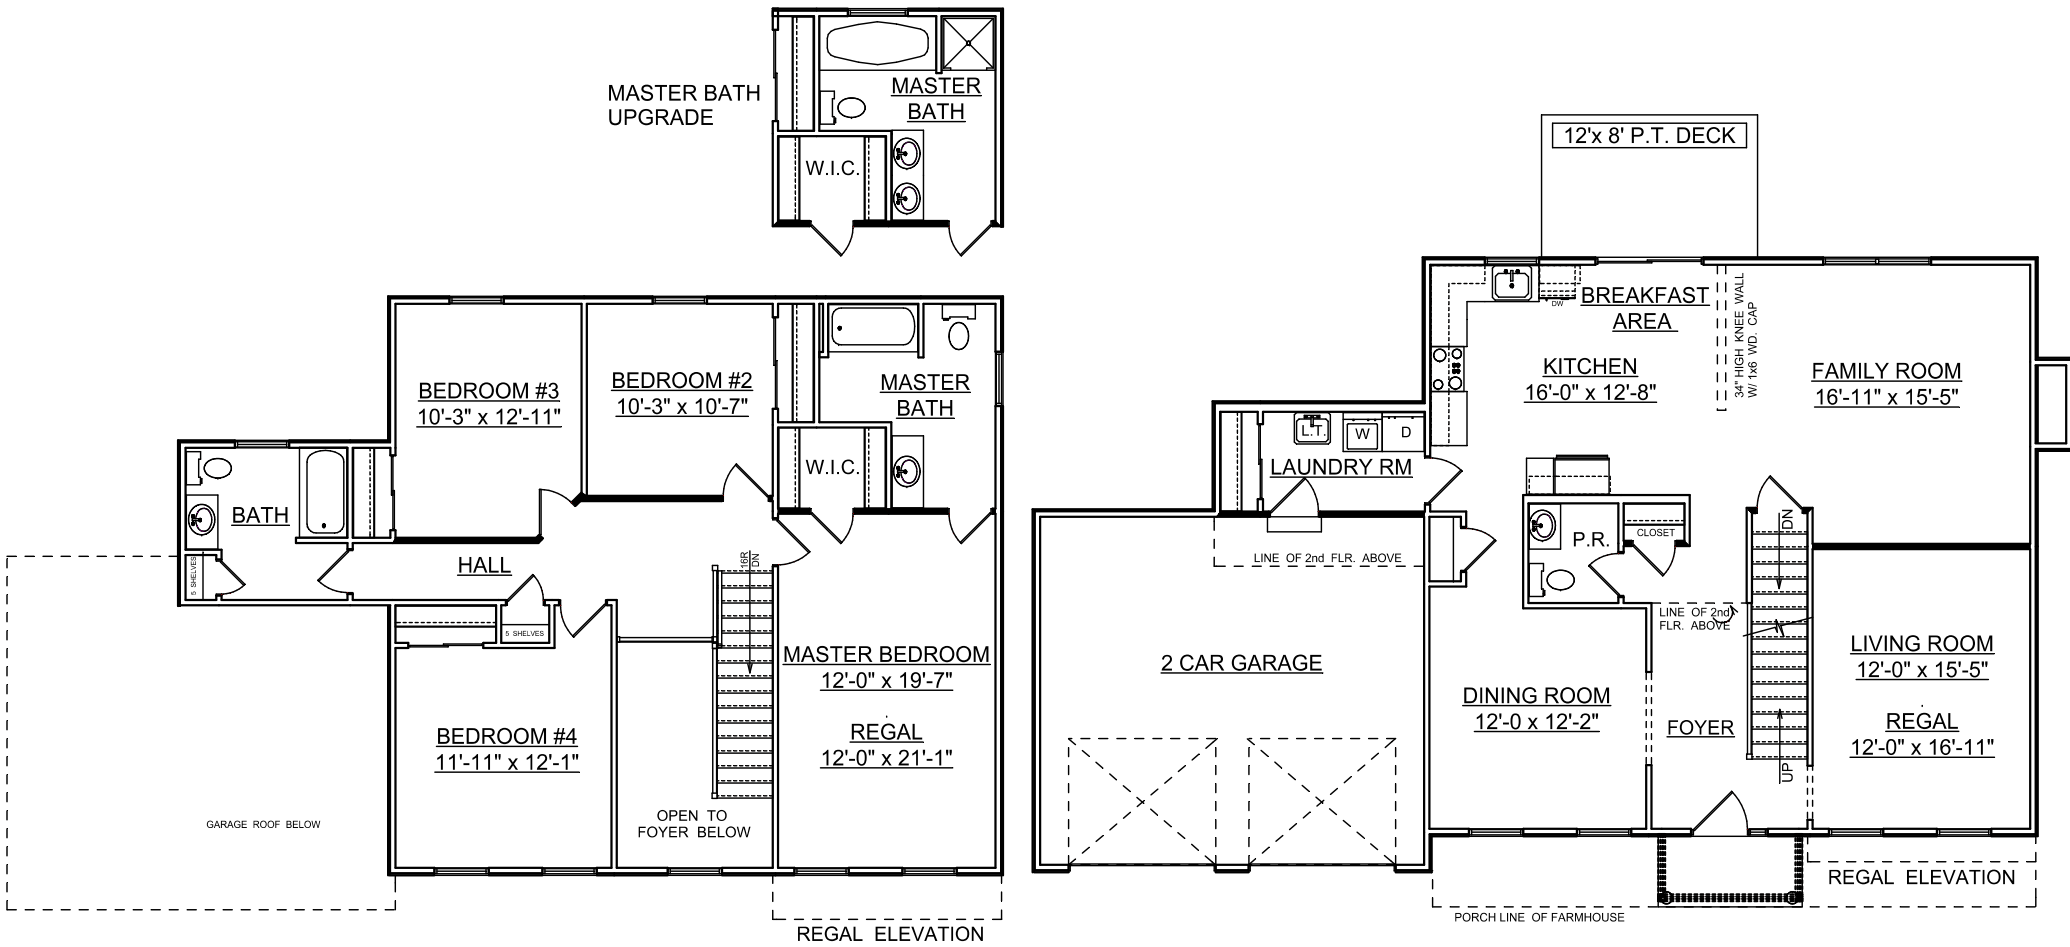 MASTER BATH
UPGRADE
MASTER
BATH
W.I.C.
BEDROOM #3
10'-3" x 12'-11"
BEDROOM #2
10'-3" x 10'-7"
MASTER
BATH
W.I.C.
BATH
5 SHELVES
HALL
16R
DN
5 SHELVES
MASTER BEDROOM
12'-0" x 19'-7"
REGAL
12'-0" x 21'-1"
BEDROOM #4
11'-11" x 12'-1"
OPEN TO
FOYER BELOW
GARAGE ROOF BELOW
REGAL ELEVATION
12'x 8' P.T. DECK
DW
BREAKFAST
AREA
34" HIGH KNEE WALL
W/ 1x6 WD. CAP
KITCHEN
16'-0" x 12'-8"
FAMILY ROOM
16'-11" x 15'-5"
L.T.
W
D
LAUNDRY RM
P.R.
CLOSET
DN
LINE OF 2nd FLR. ABOVE
LINE OF 2nd
FLR. ABOVE
2 CAR GARAGE
LIVING ROOM
12'-0" x 15'-5"
REGAL
12'-0" x 16'-11"
DINING ROOM
12'-0 x 12'-2"
FOYER
UP
REGAL ELEVATION
PORCH LINE OF FARMHOUSE